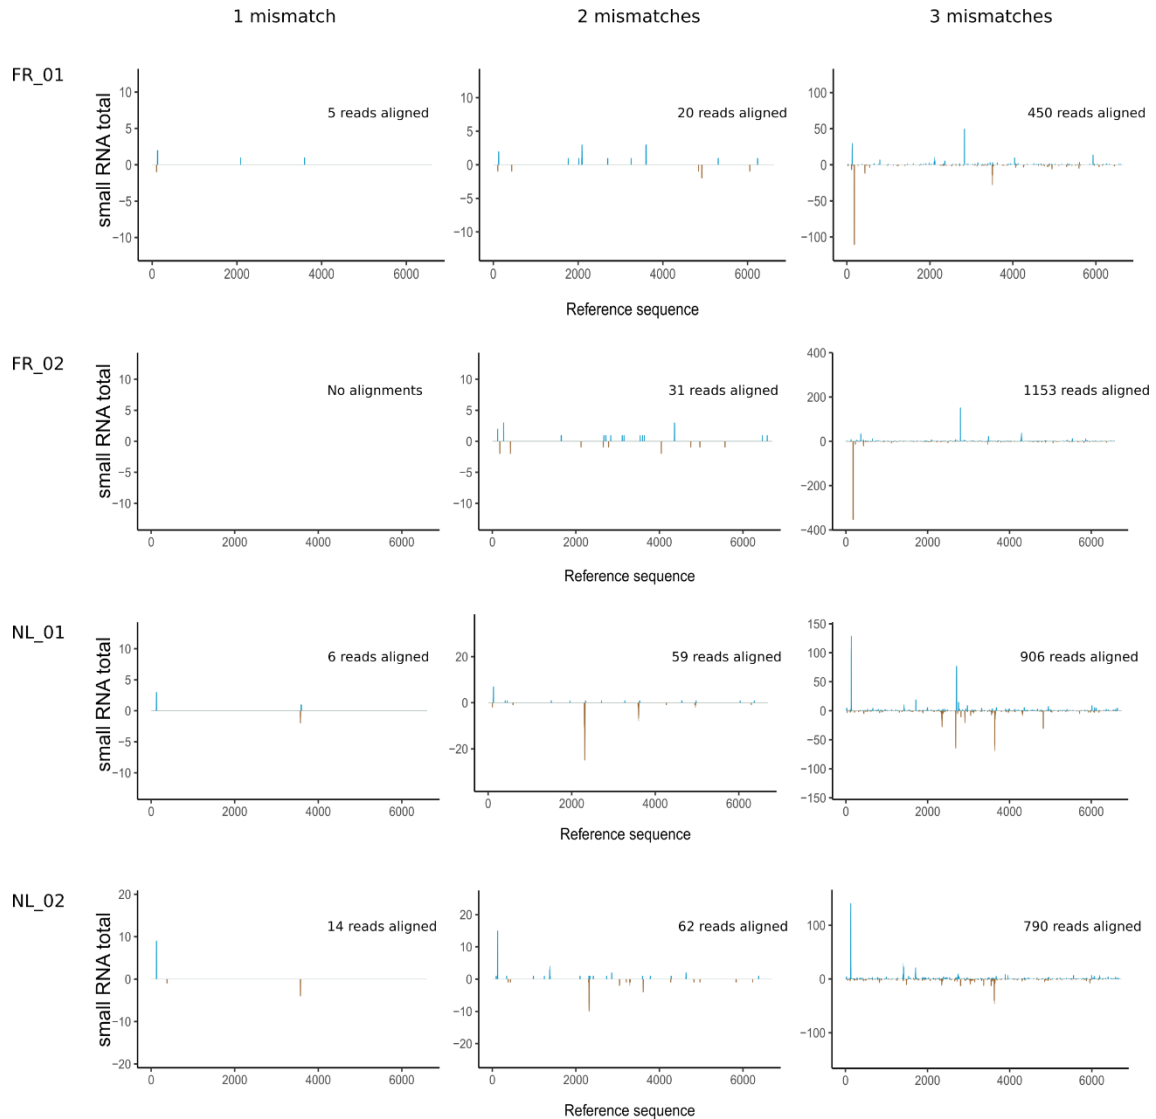 1 mismatch 2 mismatches 3 mismatches
FR_01
small RNA total
10
5
0
−5
−10
5 reads aligned
0 2000 4000 6000
10
5
0
−5
−10
20 reads aligned
0 2000 4000 6000
100
50
0
−50
−100
450 reads aligned
0 2000 4000 6000
Reference sequence
FR_02
small RNA total
10
5
0
−5
−10
No alignments
0 2000 4000 6000
10
5
0
−5
−10
31 reads aligned
0 2000 4000 6000
400
200
0
−200
−400
1153 reads aligned
0 2000 4000 6000
Reference sequence
NL_01
small RNA total
10
5
0
−5
−10
6 reads aligned
0 2000 4000 6000
20
0
−20
59 reads aligned
0 2000 4000 6000
150
100
50
0
−50
−100
−150
906 reads aligned
0 2000 4000 6000
Reference sequence
NL_02
small RNA total
20
10
0
−10
−20
14 reads aligned
0 2000 4000 6000
20
10
0
−10
−20
62 reads aligned
0 2000 4000 6000
100
50
0
−50
−100
790 reads aligned
0 2000 4000 6000
Reference sequence